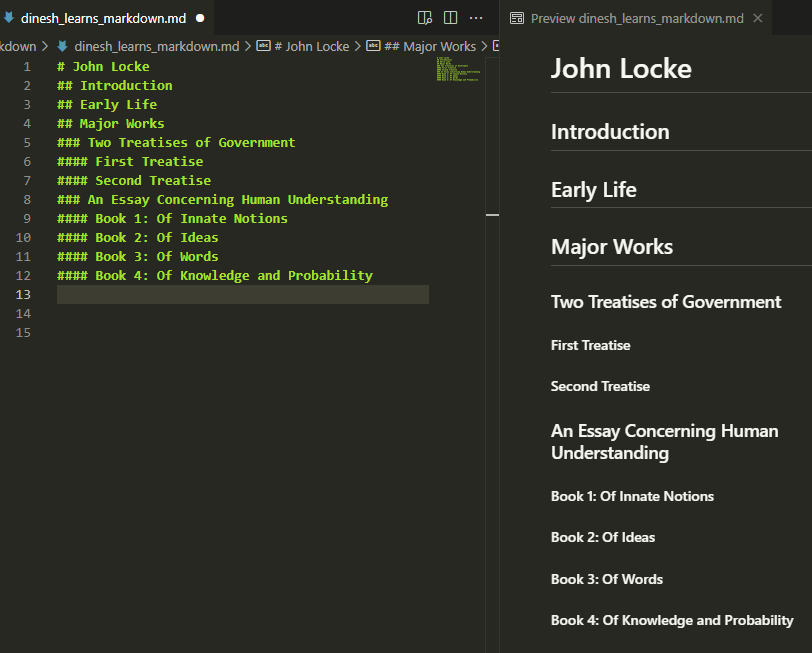 dinesh_learns_markdown.md
kdown > dinesh_learns_markdown.md > # John Locke > ## Major Works >
1 # John Locke
2 ## Introduction
3 ## Early Life
4 ## Major Works
5 ### Two Treatises of Government
6 #### First Treatise
7 #### Second Treatise
8 ### An Essay Concerning Human Understanding
9 #### Book 1: Of Innate Notions
10 #### Book 2: Of Ideas
11 #### Book 3: Of Words
12 #### Book 4: Of Knowledge and Probability
13
14
15
Preview dinesh_learns_markdown.md
John Locke
Introduction
Early Life
Major Works
Two Treatises of Government
First Treatise
Second Treatise
An Essay Concerning Human
Understanding
Book 1: Of Innate Notions
Book 2: Of Ideas
Book 3: Of Words
Book 4: Of Knowledge and Probability